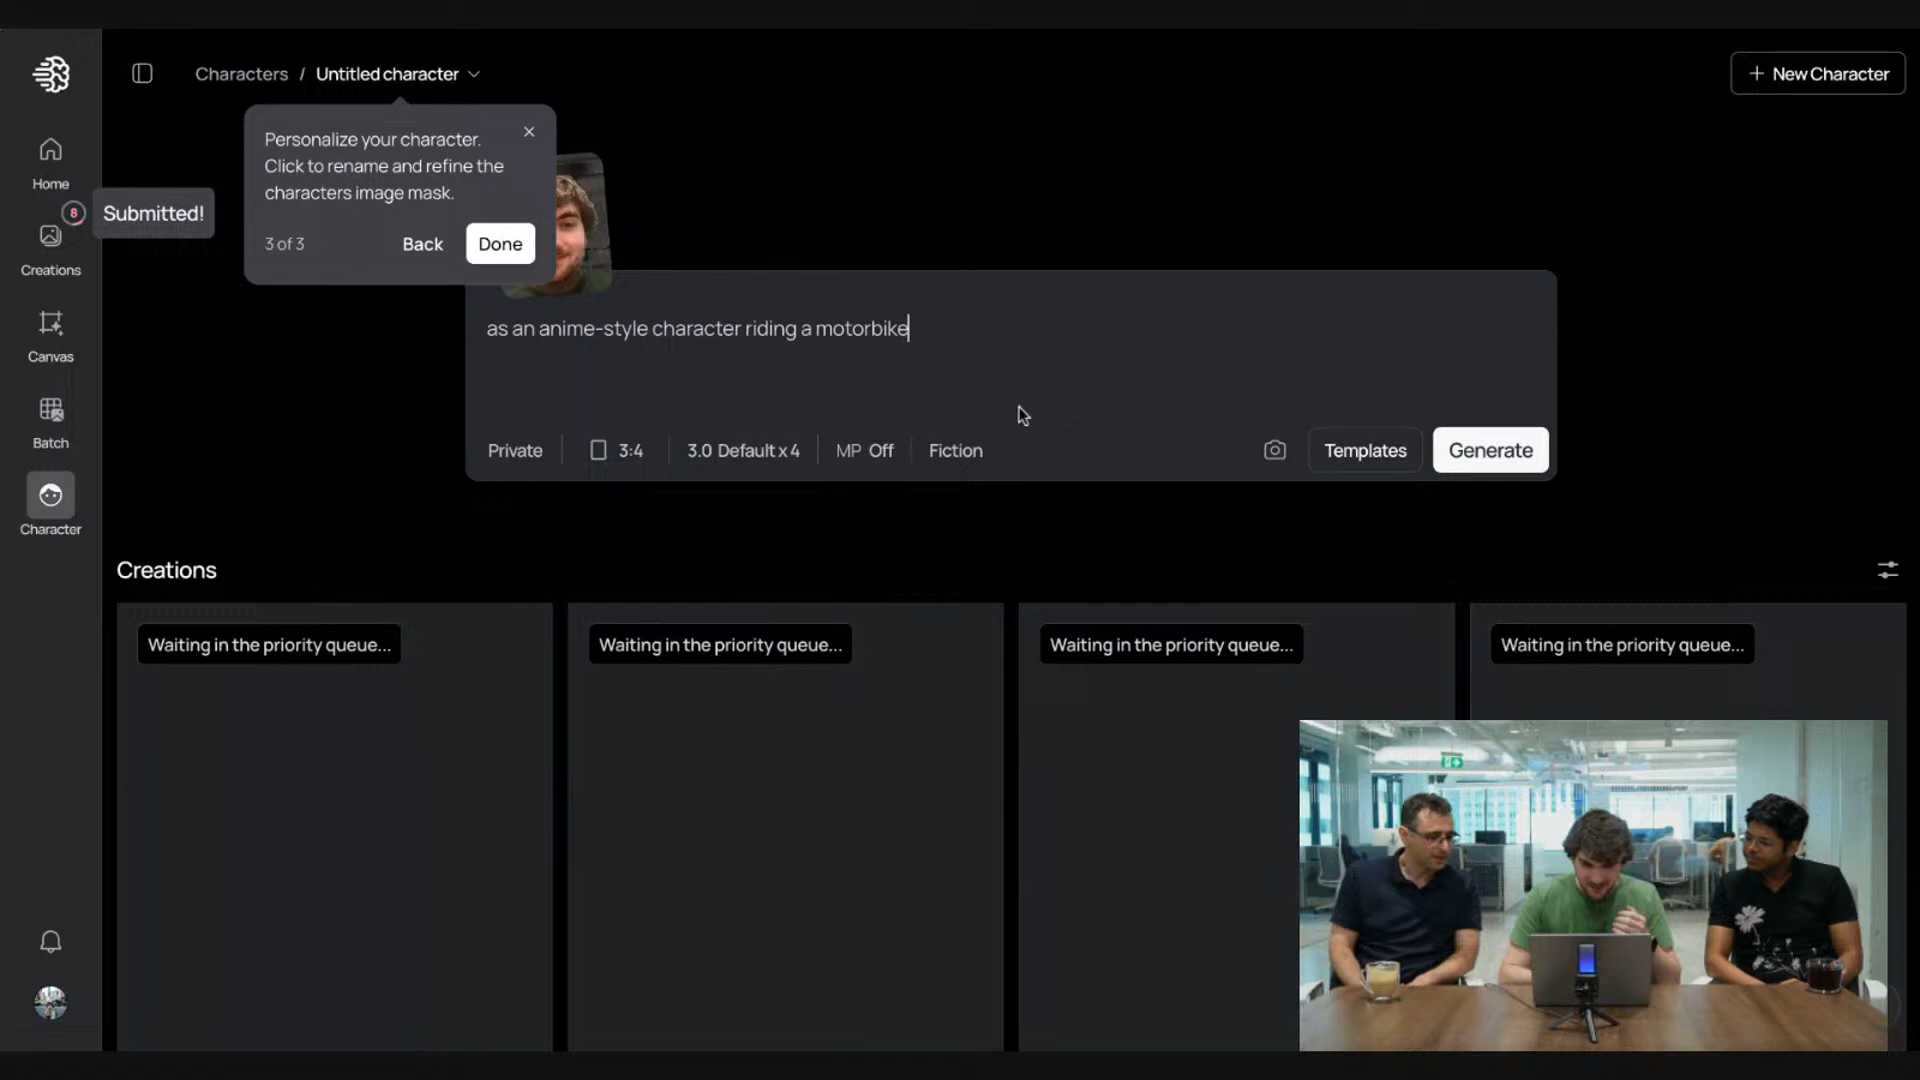 Characters / Untitled character
+ New Character
Personalize your character.
Click to rename and refine the
characters image mask.
3 of 3
Back
Done
Home
8
Submitted!
Creations
Canvas
Batch
Character
as an anime-style character riding a motorbike
Private
3:4
3.0 Default x 4
MP Off
Fiction
Templates
Generate
Creations
Waiting in the priority queue...
Waiting in the priority queue...
Waiting in the priority queue...
Waiting in the priority queue...